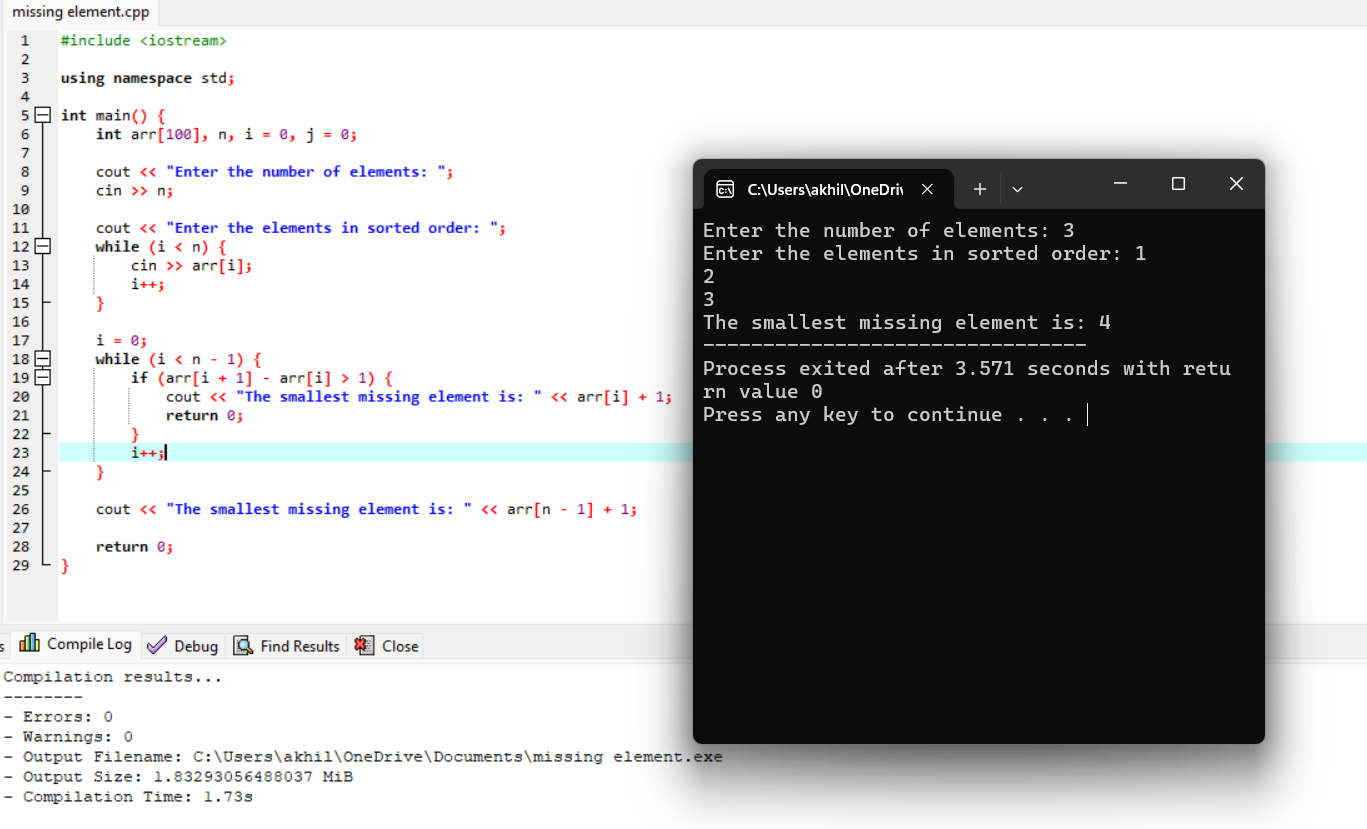 missing element.cpp
1 #include <iostream>
2
3 using namespace std;
4
5 int main() {
6 int arr[100], n, i = 0, j = 0;
7
8 cout << "Enter the number of elements: ";
9 cin >> n;
10
11 cout << "Enter the elements in sorted order: ";
12 while (i < n) {
13 cin >> arr[i];
14 i++;
15 }
16
17 i = 0;
18 while (i < n - 1) {
19 if (arr[i + 1] - arr[i] > 1) {
20 cout << "The smallest missing element is: " << arr[i] + 1;
21 return 0;
22 }
23 i++;
24 }
25
26 cout << "The smallest missing element is: " << arr[n - 1] + 1;
27
28 return 0;
29 }
C:\Users\akhil\OneDriv
Enter the number of elements: 3
Enter the elements in sorted order: 1
2
3
The smallest missing element is: 4
--------------------------------
Process exited after 3.571 seconds with retu
rn value 0
Press any key to continue . . .
s Compile Log Debug Find Results Close
Compilation results...
--------
- Errors: 0
- Warnings: 0
- Output Filename: C:\Users\akhil\OneDrive\Documents\missing element.exe
- Output Size: 1.83293056488037 MiB
- Compilation Time: 1.73s